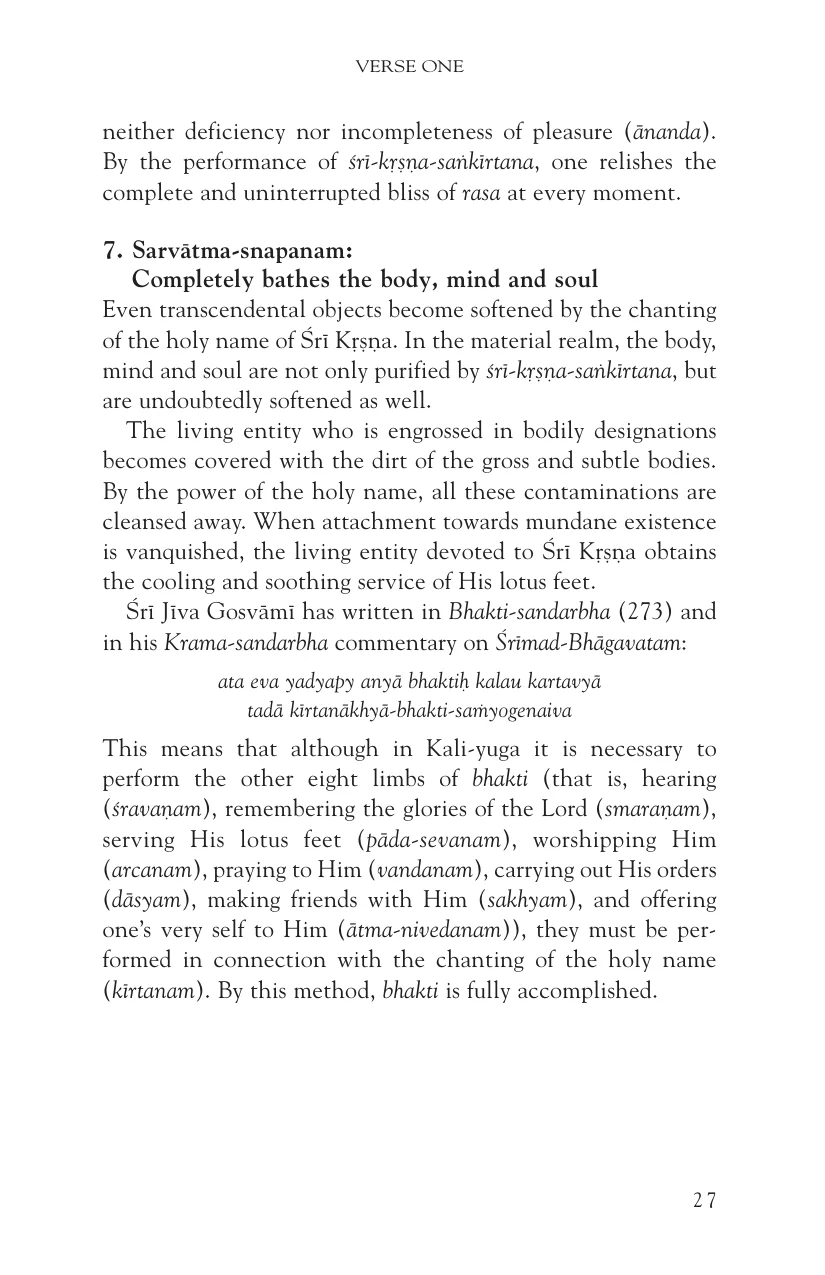 VERSE ONE
neither deficiency nor incompleteness of pleasure (ānanda).
By the performance of śrī-kṛṣṇa-saṅkīrtana, one relishes the
complete and uninterrupted bliss of rasa at every moment.
7. Sarvātma-snapanam:
Completely bathes the body, mind and soul
Even transcendental objects become softened by the chanting
of the holy name of Śrī Kṛṣṇa. In the material realm, the body,
mind and soul are not only purified by śrī-kṛṣṇa-saṅkīrtana, but
are undoubtedly softened as well.
The living entity who is engrossed in bodily designations
becomes covered with the dirt of the gross and subtle bodies.
By the power of the holy name, all these contaminations are
cleansed away. When attachment towards mundane existence
is vanquished, the living entity devoted to Śrī Kṛṣṇa obtains
the cooling and soothing service of His lotus feet.
Śrī Jīva Gosvāmī has written in Bhakti-sandarbha (273) and
in his Krama-sandarbha commentary on Śrīmad-Bhāgavatam:
ata eva yadyapy anyā bhaktiḥ kalau kartavyā
tadā kīrtanākhyā-bhakti-saṁyogenaiva
This means that although in Kali-yuga it is necessary to
perform the other eight limbs of bhakti (that is, hearing
(śravaṇam), remembering the glories of the Lord (smaraṇam),
serving His lotus feet (pāda-sevanam), worshipping Him
(arcanam), praying to Him (vandanam), carrying out His orders
(dāsyam), making friends with Him (sakhyam), and offering
one's very self to Him (ātma-nivedanam)), they must be per-
formed in connection with the chanting of the holy name
(kīrtanam). By this method, bhakti is fully accomplished.
27